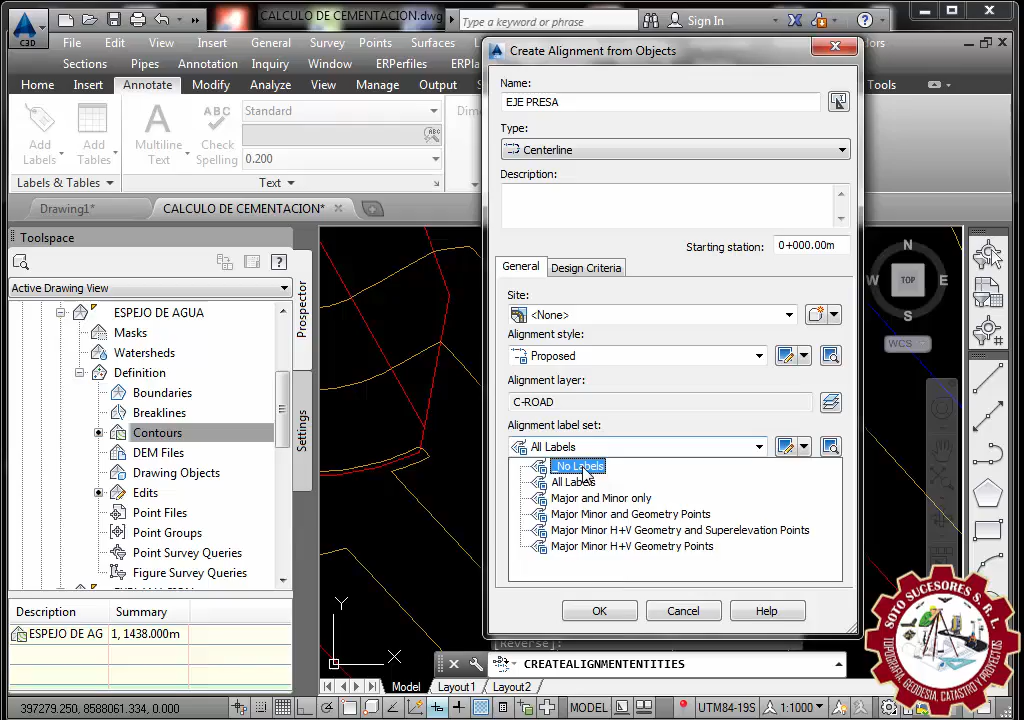 CALCULO DE CEMENTACION.dwg
Type a keyword or phrase
Sign In
C3D
File Edit View Insert General Survey Points Surfaces
Sections Pipes Annotation Inquiry Window ERPerfiles
Home Insert Annotate Modify Analyze View Manage Output
Tools
Add Labels
Add Tables
Multiline Text
Check Spelling
Standard
0.200
Labels & Tables
Text
Drawing1*
CALCULO DE CEMENTACION*
Toolspace
Active Drawing View
Prospector
Settings
ESPEJO DE AGUA
Masks
Watersheds
Definition
Boundaries
Breaklines
Contours
DEM Files
Drawing Objects
Edits
Point Files
Point Groups
Point Survey Queries
Figure Survey Queries
Description Summary
ESPEJO DE AG 1, 1438.000m
Create Alignment from Objects
Name:
EJE PRESA
Type:
Centerline
Description:
Starting station: 0+000.00m
General Design Criteria
Site:
<None>
Alignment style:
Proposed
Alignment layer:
C-ROAD
Alignment label set:
All Labels
_No Labels
All Labels
Major and Minor only
Major Minor and Geometry Points
Major Minor H+V Geometry and Superelevation Points
Major Minor H+V Geometry Points
OK Cancel Help
N
W TOP E
S
WCS
Y
X
[Reverse]:
CREATEALIGNMENTENTITIES
Model Layout1 Layout2
397279.250, 8588061.334, 0.000
MODEL
UTM84-19S
1:1000
SOTO SUCESORES S.R.L.
TOPOGRAFIA, GEODESIA, CATASTRO Y PROYECTOS